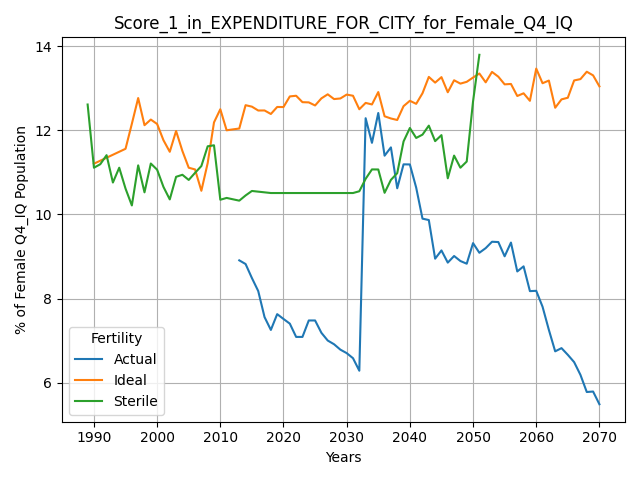 Score_1_in_EXPENDITURE_FOR_CITY_for_Female_Q4_IQ
% of Female Q4_IQ Population
14
12
10
8
6
Fertility
Actual
Ideal
Sterile
1990 2000 2010 2020 2030 2040 2050 2060 2070
Years